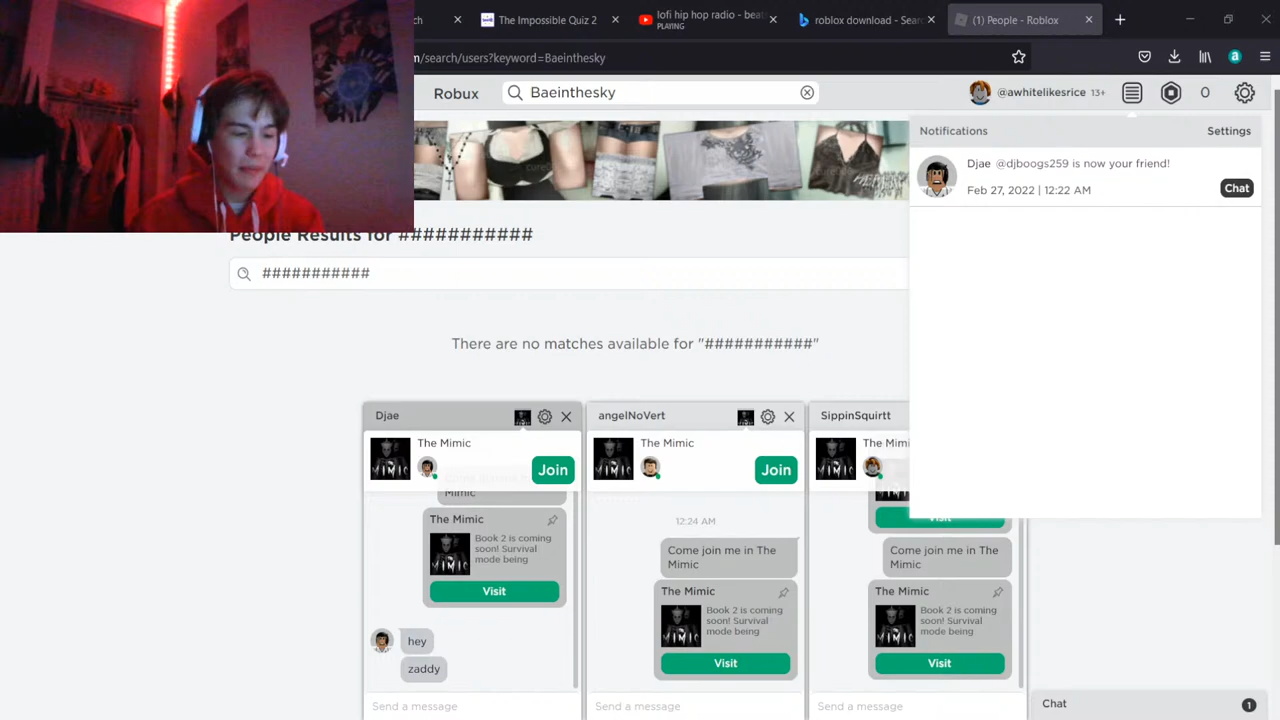 ch
The Impossible Quiz 2
lofi hip hop radio - beat
PLAYING
roblox download - Sear
(1) People - Roblox
m/search/users?keyword=Baeinthesky
Robux
Baeinthesky
@awhitelikesrice 13+
0
Notifications
Settings
Djae @djboogs259 is now your friend!
Feb 27, 2022 | 12:22 AM
Chat
People Results for ###########
###########
There are no matches available for "###########"
Djae
The Mimic
Join
Mimic
The Mimic
Book 2 is coming
soon! Survival
mode being
Visit
hey
zaddy
Send a message
angelNoVert
The Mimic
Join
12:24 AM
Come join me in The
Mimic
The Mimic
Book 2 is coming
soon! Survival
mode being
Visit
Send a message
SippinSquirtt
The Mimi
Visit
Come join me in The
Mimic
The Mimic
Book 2 is coming
soon! Survival
mode being
Visit
Send a message
Chat
1